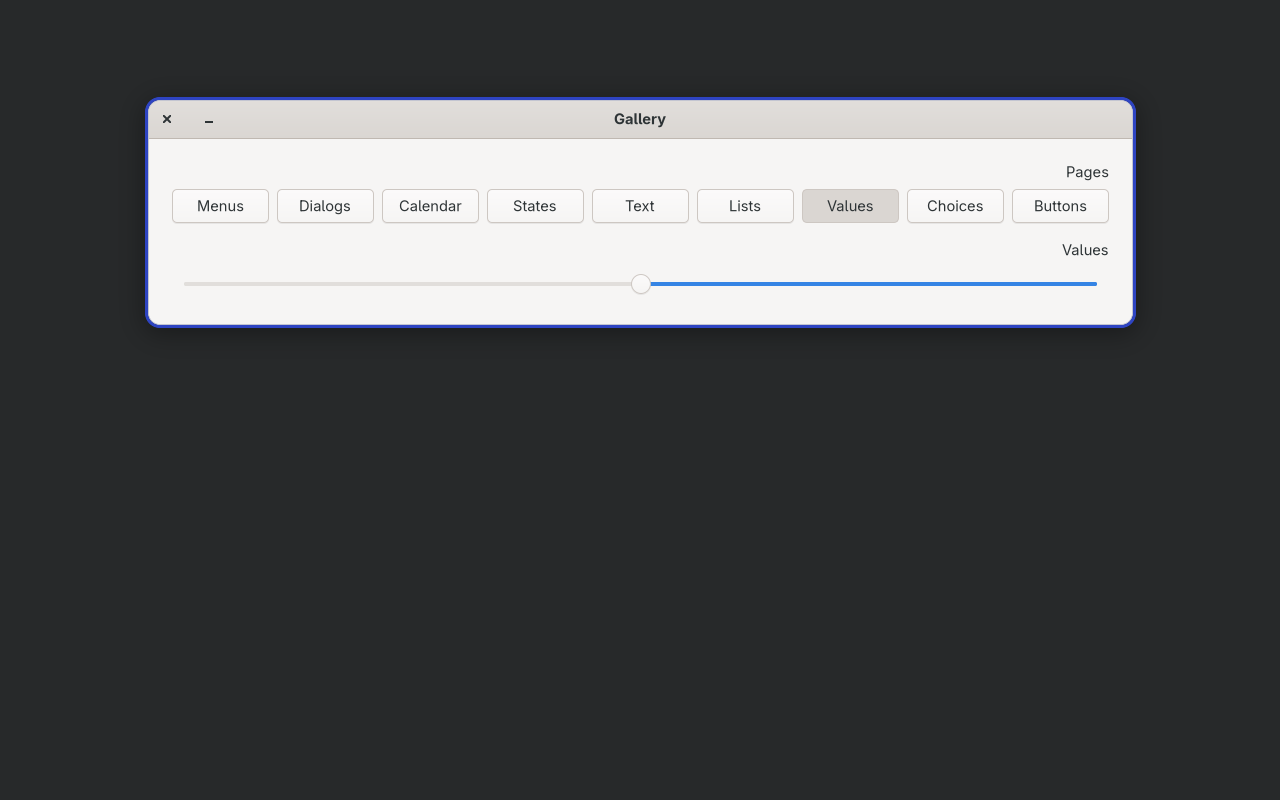 Gallery
Pages
Menus Dialogs Calendar States Text Lists Values Choices Buttons
Values